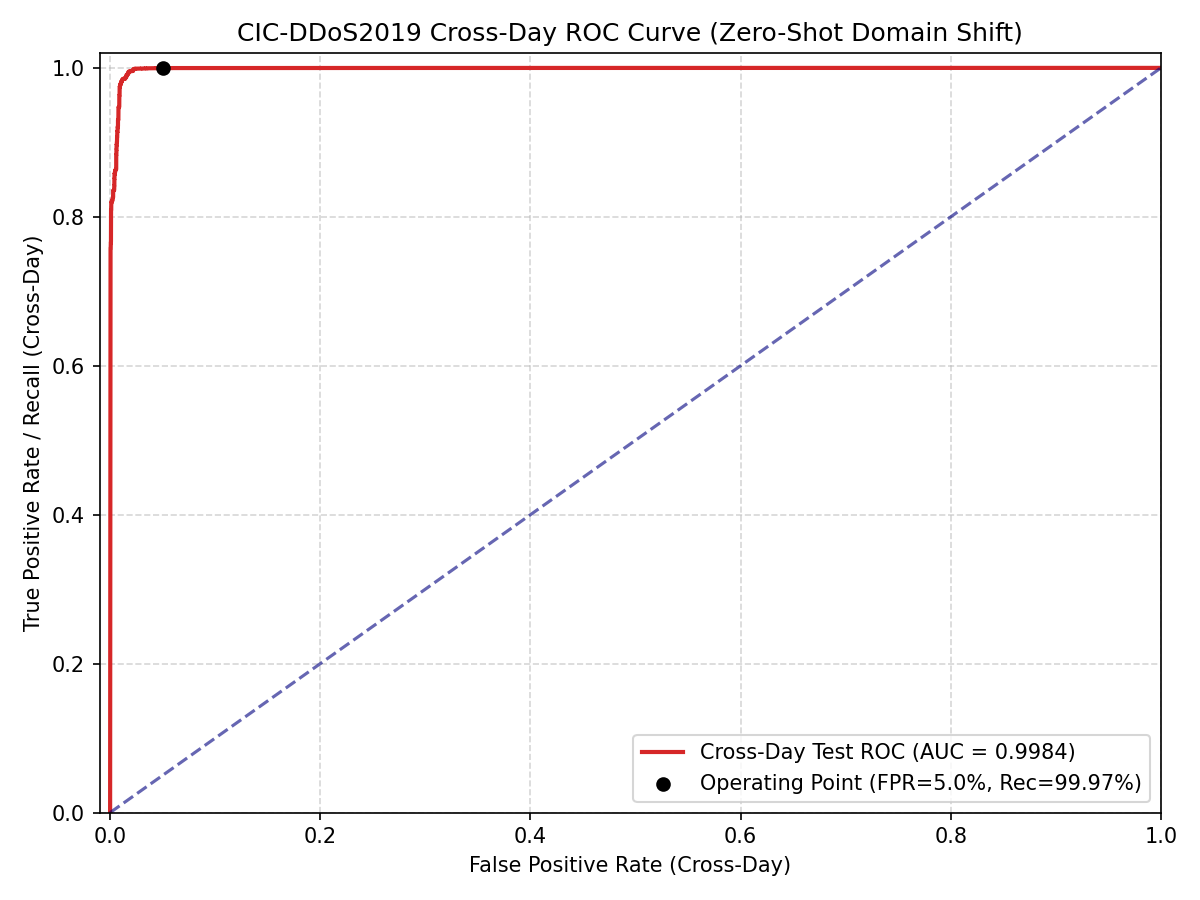 CIC-DDoS2019 Cross-Day ROC Curve (Zero-Shot Domain Shift)
True Positive Rate / Recall (Cross-Day)
1.0
0.8
0.6
0.4
0.2
0.0
Cross-Day Test ROC (AUC = 0.9984)
Operating Point (FPR=5.0%, Rec=99.97%)
0.0 0.2 0.4 0.6 0.8 1.0
False Positive Rate (Cross-Day)